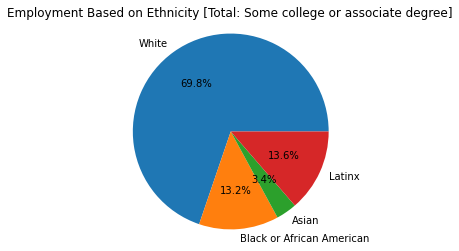 Employment Based on Ethnicity [Total: Some college or associate degree]
White
69.8%
13.6%
3.4%
Latinx
13.2%
Asian
Black or African American